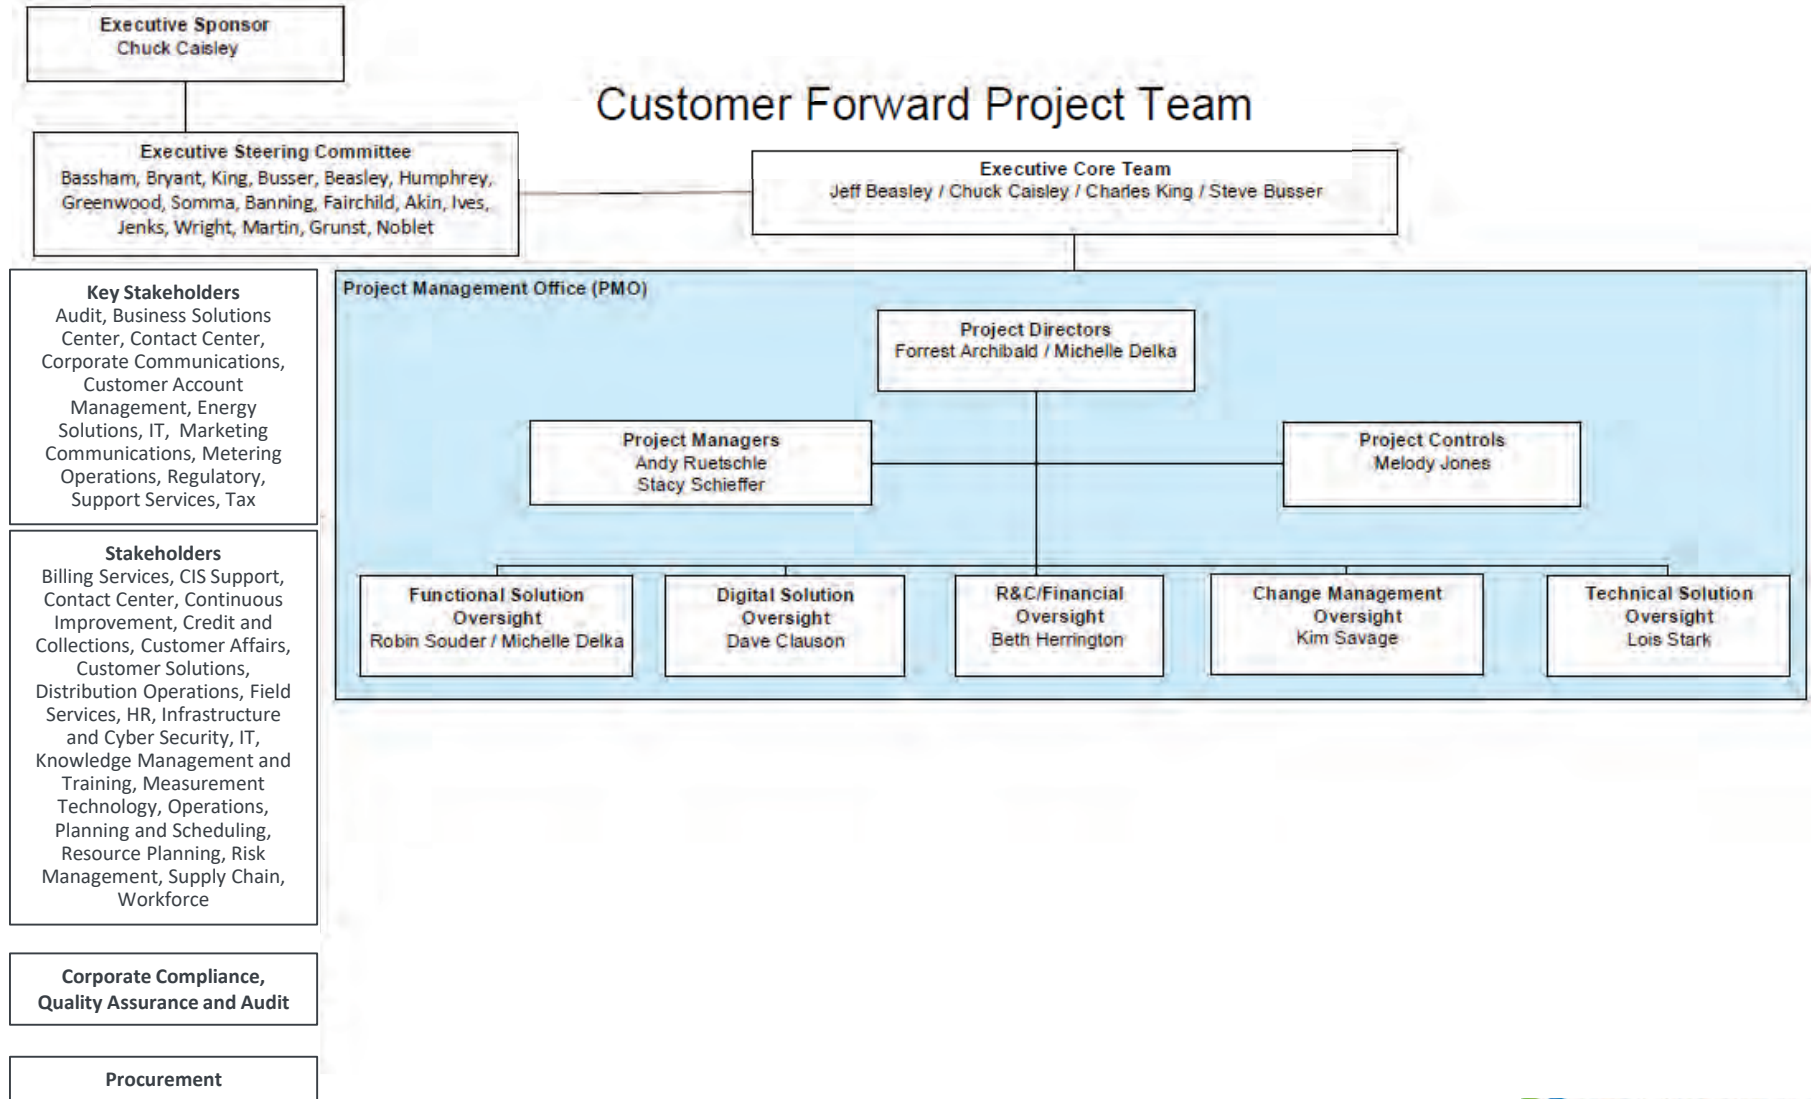 Executive Sponsor
Chuck Caisley
Customer Forward Project Team
Executive Steering Committee
Bassham, Bryant, King, Busser, Beasley, Humphrey,
Greenwood, Somma, Banning, Fairchild, Akin, Ives,
Jenks, Wright, Martin, Grunst, Noblet
Executive Core Team
Jeff Beasley / Chuck Caisley / Charles King / Steve Busser
Key Stakeholders
Audit, Business Solutions
Center, Contact Center,
Corporate Communications,
Customer Account
Management, Energy
Solutions, IT, Marketing
Communications, Metering
Operations, Regulatory,
Support Services, Tax
Project Management Office (PMO)
Project Directors
Forrest Archibald / Michelle Delka
Project Managers
Andy Ruetschle
Stacy Schieffer
Project Controls
Melody Jones
Functional Solution
Oversight
Robin Souder / Michelle Delka
Digital Solution
Oversight
Dave Clauson
R&C/Financial
Oversight
Beth Herrington
Change Management
Oversight
Kim Savage
Technical Solution
Oversight
Lois Stark
Stakeholders
Billing Services, CIS Support,
Contact Center, Continuous
Improvement, Credit and
Collections, Customer Affairs,
Customer Solutions,
Distribution Operations, Field
Services, HR, Infrastructure
and Cyber Security, IT,
Knowledge Management and
Training, Measurement
Technology, Operations,
Planning and Scheduling,
Resource Planning, Risk
Management, Supply Chain,
Workforce
Corporate Compliance,
Quality Assurance and Audit
Procurement